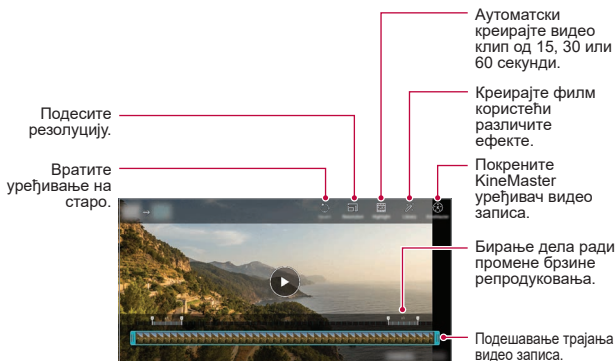 Аутоматски
креирајте видео
клип од 15, 30 или
60 секунди.
Подесите
резолуцију.
Креирајте филм
користећи
различите
ефекте.
Вратите
уређивање на
старо.
Покрените
KineMaster
уређивач видео
записа.
Бирање дела ради
промене брзине
репродуковања.
Подешавање трајања
видео записа.